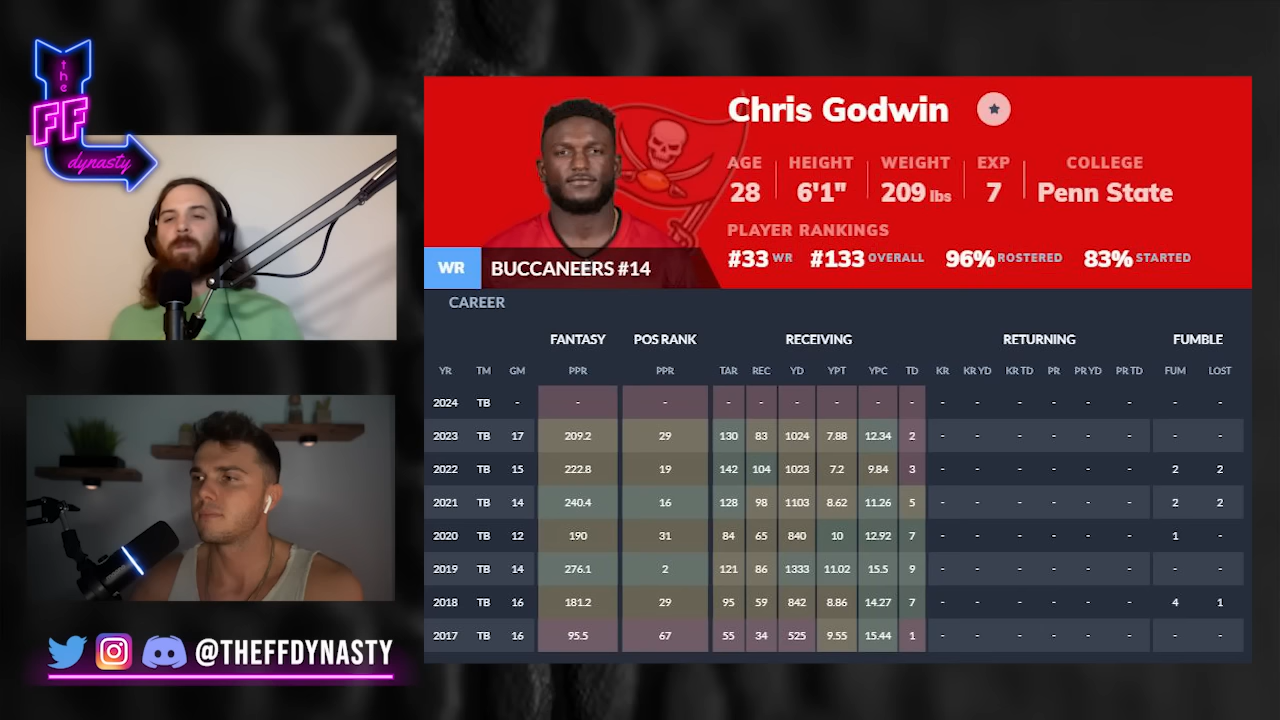 the
FF
dynasty
@THEFFDYNASTY
Chris Godwin
AGE HEIGHT WEIGHT EXP COLLEGE
28 6'1" 209 lbs 7 Penn State
PLAYER RANKINGS
#33 WR #133 OVERALL 96% ROSTERED 83% STARTED
WR BUCCANEERS #14
CAREER
FANTASY POS RANK RECEIVING RETURNING FUMBLE
YR TM GM PPR PPR TAR REC YD YPT YPC TD KR KR YD KR TD PR PR YD PR TD FUM LOST
2024 TB - - - - - - - - - - - - - - - - -
2023 TB 17 209.2 29 130 83 1024 7.88 12.34 2 - - - - - - - -
2022 TB 15 222.8 19 142 104 1023 7.2 9.84 3 - - - - - - 2 2
2021 TB 14 240.4 16 128 98 1103 8.62 11.26 5 - - - - - - 2 2
2020 TB 12 190 31 84 65 840 10 12.92 7 - - - - - - 1 -
2019 TB 14 276.1 2 121 86 1333 11.02 15.5 9 - - - - - - - -
2018 TB 16 181.2 29 95 59 842 8.86 14.27 7 - - - - - - 4 1
2017 TB 16 95.5 67 55 34 525 9.55 15.44 1 - - - - - - - -